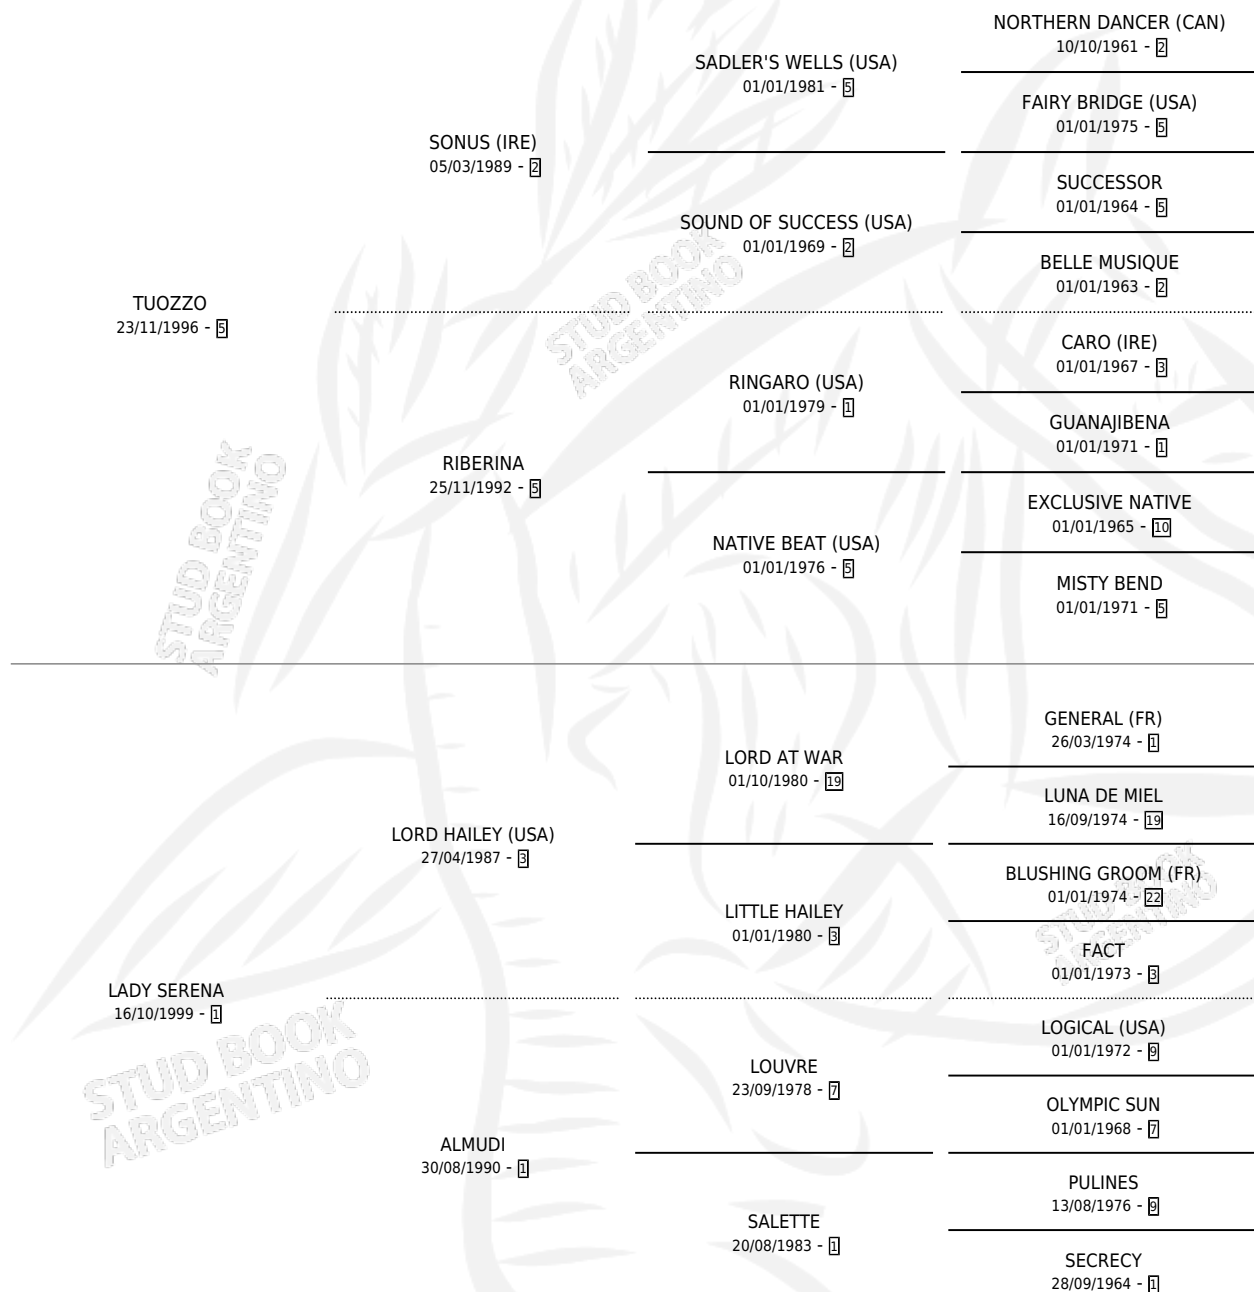 NORTHERN DANCER (CAN)
10/10/1961 - 2
SADLER'S WELLS (USA)
01/01/1981 - 5
FAIRY BRIDGE (USA)
01/01/1975 - 5
SONUS (IRE)
05/03/1989 - 2
SUCCESSOR
01/01/1964 - 5
SOUND OF SUCCESS (USA)
01/01/1969 - 2
BELLE MUSIQUE
01/01/1963 - 2
TUOZZO
23/11/1996 - 5
CARO (IRE)
01/01/1967 - 3
RINGARO (USA)
01/01/1979 - 1
GUANAJIBENA
01/01/1971 - 1
RIBERINA
25/11/1992 - 5
EXCLUSIVE NATIVE
01/01/1965 - 10
NATIVE BEAT (USA)
01/01/1976 - 5
MISTY BEND
01/01/1971 - 5
GENERAL (FR)
26/03/1974 - 1
LORD AT WAR
01/10/1980 - 19
LUNA DE MIEL
16/09/1974 - 19
LORD HAILEY (USA)
27/04/1987 - 3
BLUSHING GROOM (FR)
01/01/1974 - 22
LITTLE HAILEY
01/01/1980 - 3
FACT
01/01/1973 - 3
LADY SERENA
16/10/1999 - 1
LOGICAL (USA)
01/01/1972 - 9
LOUVRE
23/09/1978 - 7
OLYMPIC SUN
01/01/1968 - 7
ALMUDI
30/08/1990 - 1
PULINES
13/08/1976 - 9
SALETTE
20/08/1983 - 1
SECRECY
28/09/1964 - 1
STUD BOOK
ARGENTINO
STUD BOOK
ARGENTINO
STUD BOOK
ARGENTINO
STUD BOOK
ARGENTINO